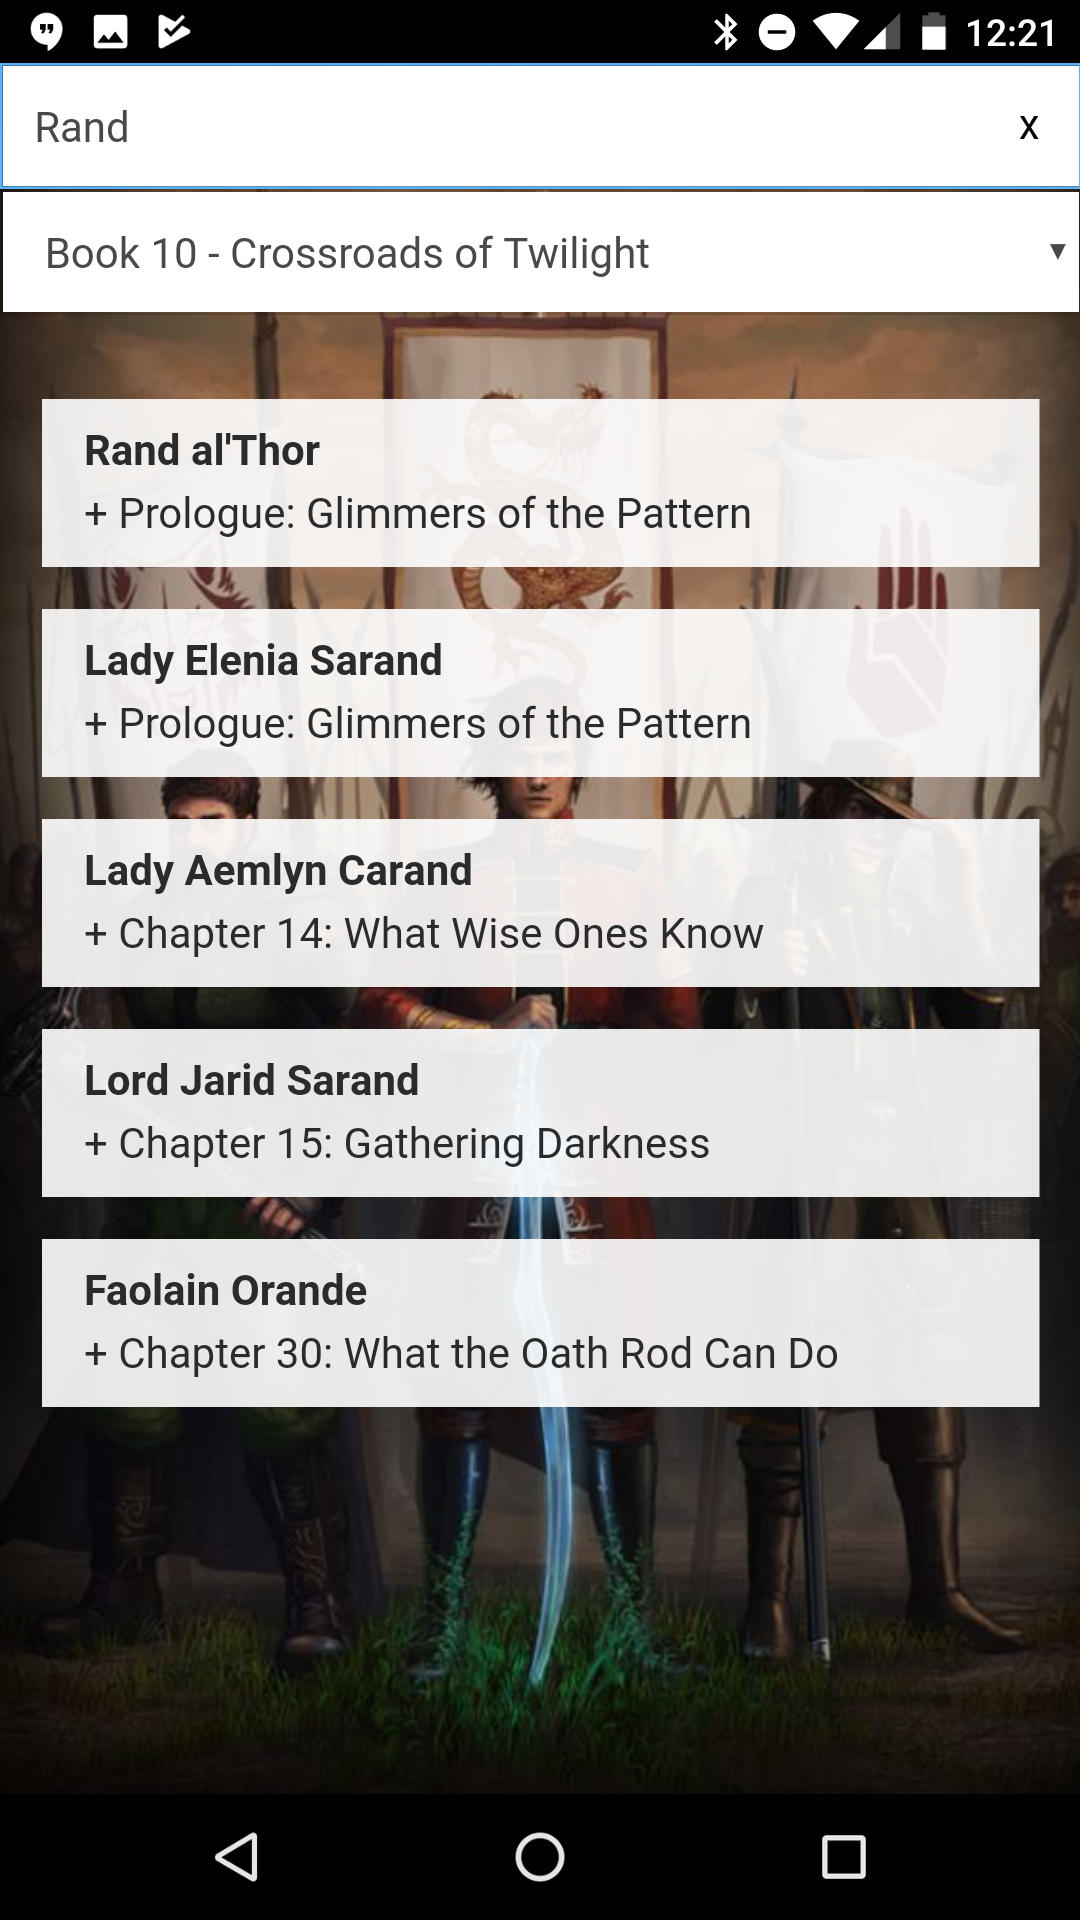 12:21
Rand x
Book 10 - Crossroads of Twilight ▼
Rand al'Thor
+ Prologue: Glimmers of the Pattern
Lady Elenia Sarand
+ Prologue: Glimmers of the Pattern
Lady Aemlyn Carand
+ Chapter 14: What Wise Ones Know
Lord Jarid Sarand
+ Chapter 15: Gathering Darkness
Faolain Orande
+ Chapter 30: What the Oath Rod Can Do